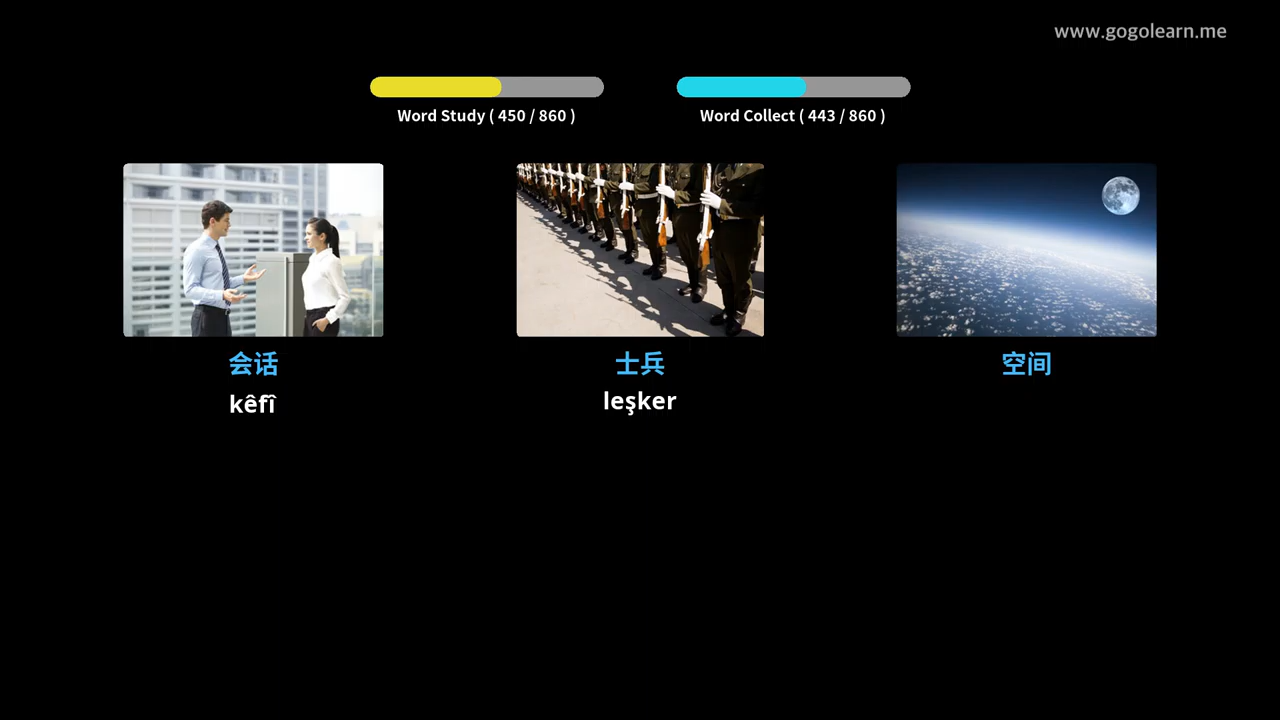 www.gogolearn.me
Word Study ( 450 / 860 )
Word Collect ( 443 / 860 )
会话
士兵
空间
kêfî
leşker